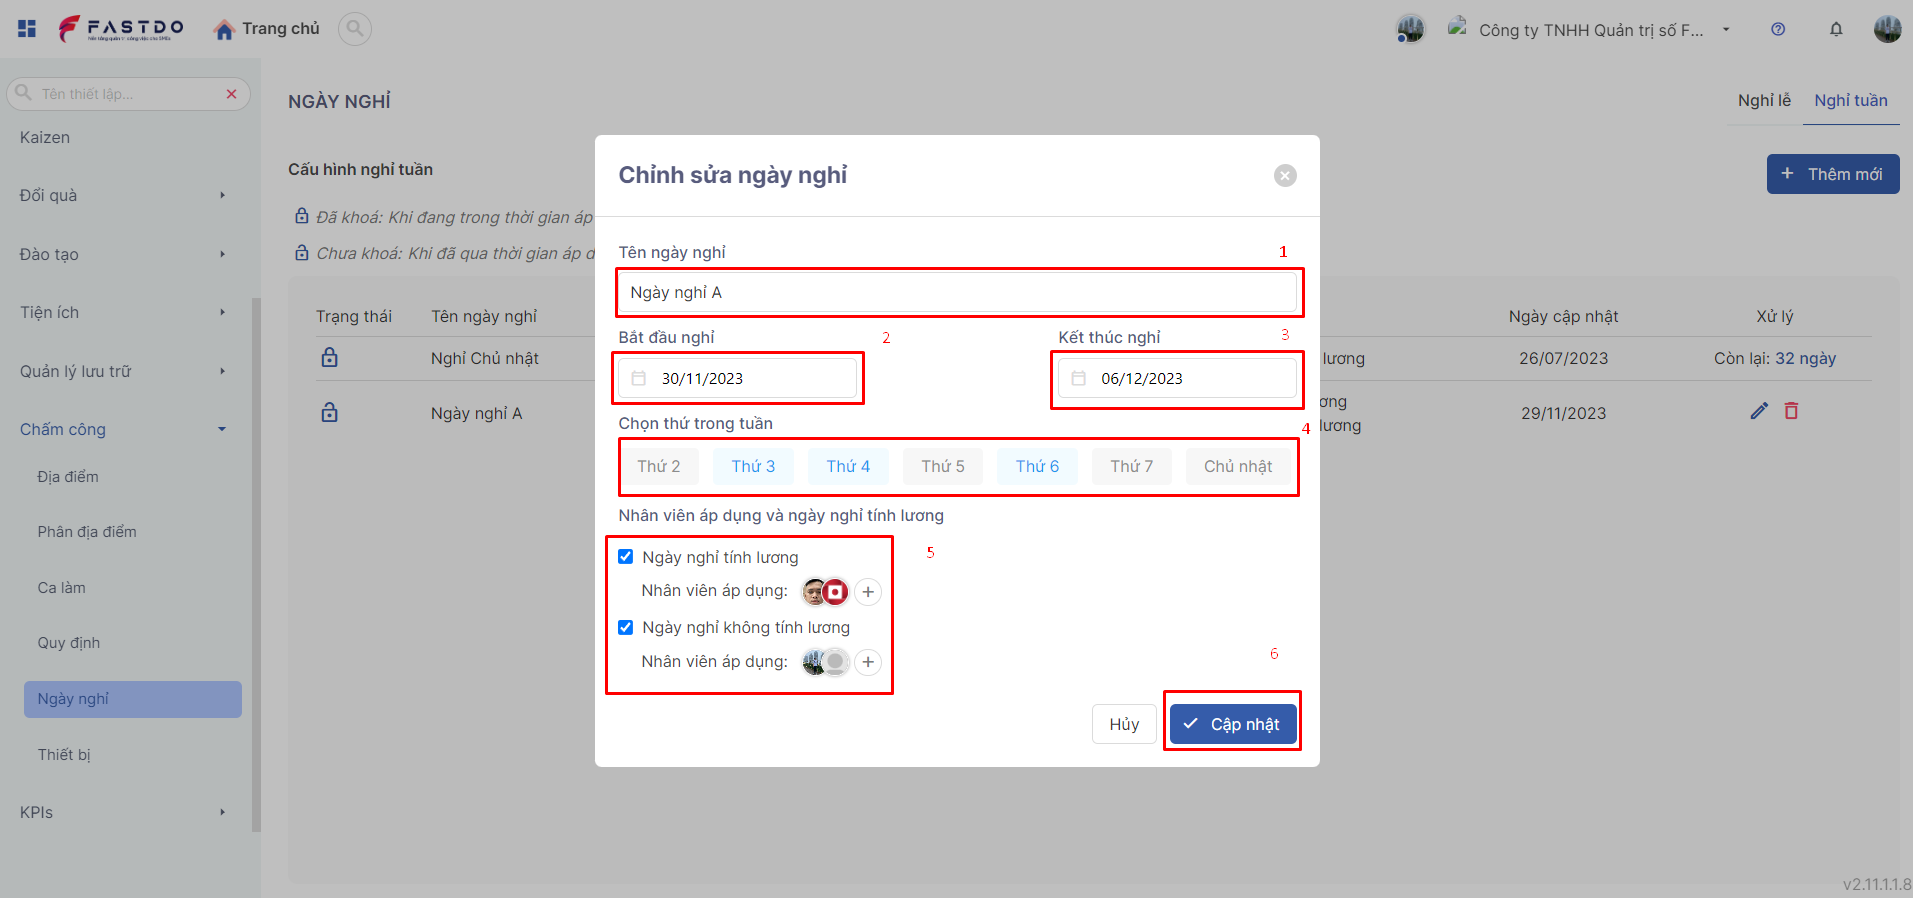 FASTDO
Trang chủ
Công ty TNHH Quản trị số F...
Tên thiết lập...
Kaizen
Đổi quà
Đào tạo
Tiện ích
Quản lý lưu trữ
Chấm công
Địa điểm
Phân địa điểm
Ca làm
Quy định
Ngày nghỉ
Thiết bị
KPIs
NGÀY NGHỈ
Nghỉ lễ
Nghỉ tuần
Cấu hình nghỉ tuần
+ Thêm mới
Đã khoá: Khi đang trong thời gian áp
Chưa khoá: Khi đã qua thời gian áp d
Trạng thái
Tên ngày nghỉ
Ngày cập nhật
Xử lý
Nghỉ Chủ nhật
lương
26/07/2023
Còn lại: 32 ngày
Ngày nghỉ A
ơng
lương
29/11/2023
Chỉnh sửa ngày nghỉ
Tên ngày nghỉ
1
Ngày nghỉ A
Bắt đầu nghỉ
2
Kết thúc nghỉ
3
30/11/2023
06/12/2023
Chọn thứ trong tuần
4
Thứ 2
Thứ 3
Thứ 4
Thứ 5
Thứ 6
Thứ 7
Chủ nhật
Nhân viên áp dụng và ngày nghỉ tính lương
5
Ngày nghỉ tính lương
Nhân viên áp dụng:
Ngày nghỉ không tính lương
Nhân viên áp dụng:
6
Hủy
Cập nhật
v2.11.1.1.8